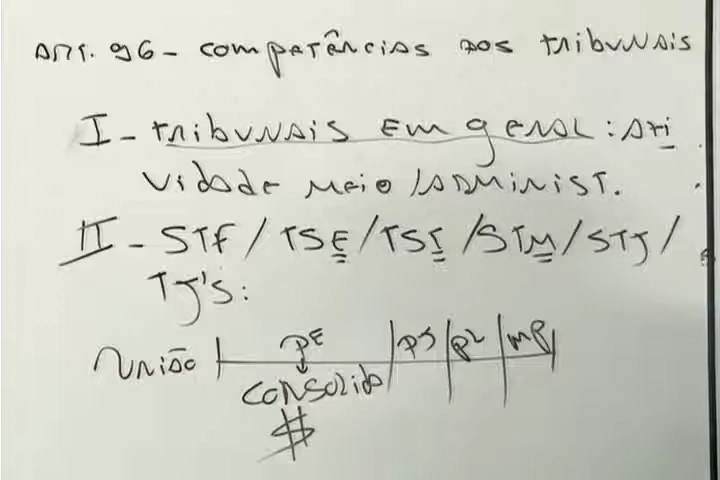 Art. 96 - competências dos tribunais
I - tribunais em geral : ati
vidade meio / administ.
II - STF / TSE / TST / STM / STJ /
TJ's:
União PE PJ PL MP
consolida
$